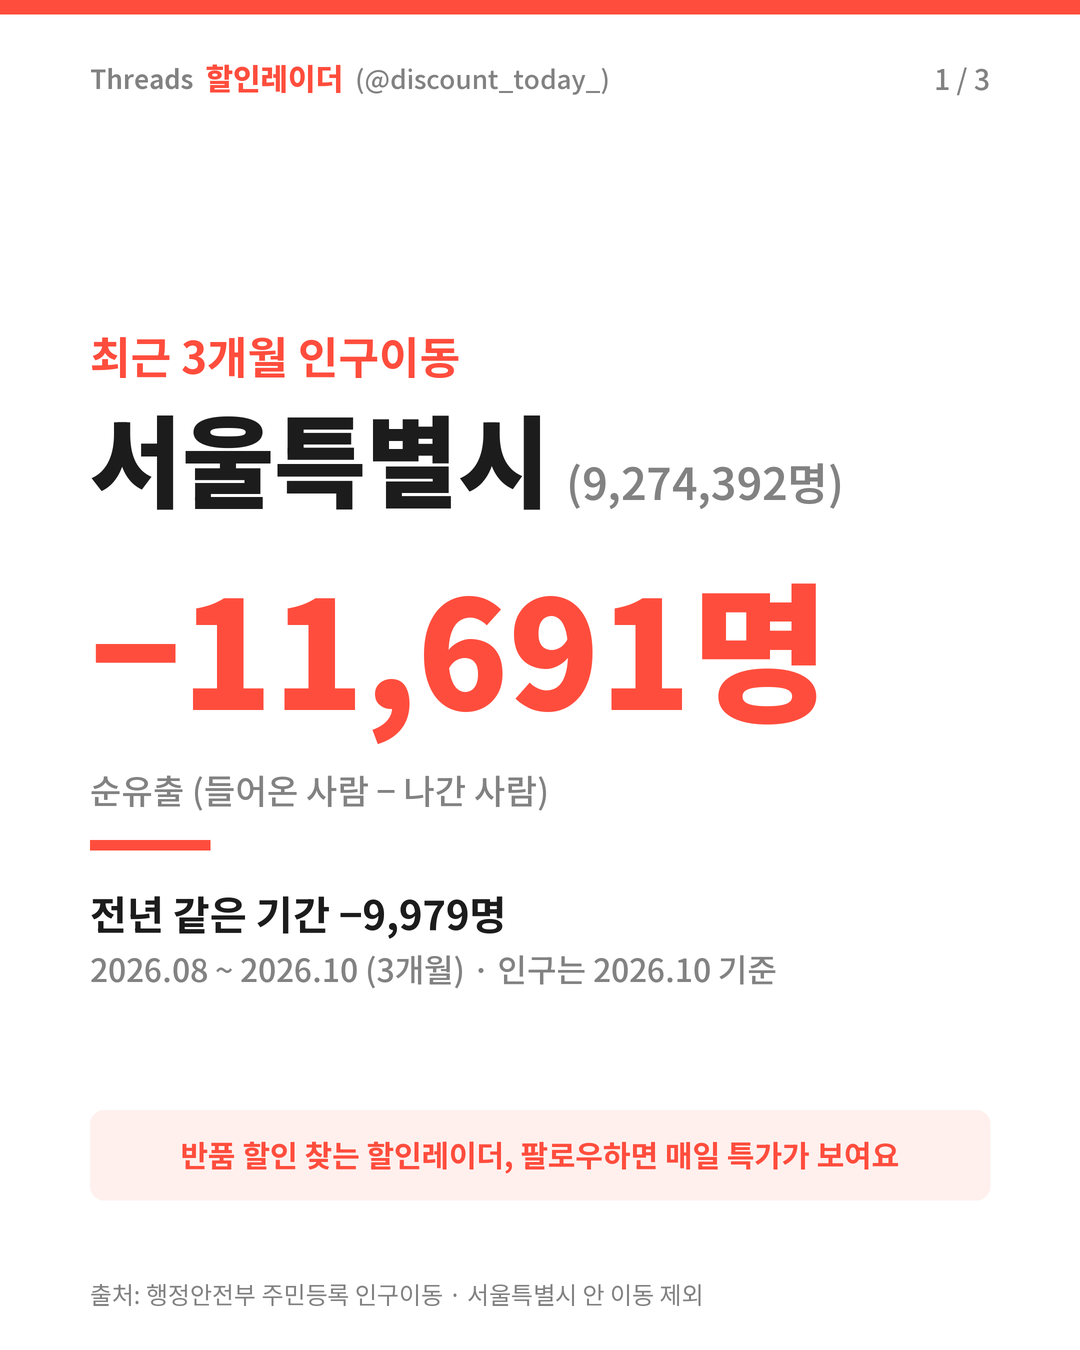 Threads 할인레이더 (@discount_today_)
1 / 3
최근 3개월 인구이동
서울특별시 (9,274,392명)
−11,691명
순유출 (들어온 사람 − 나간 사람)
전년 같은 기간 −9,979명
2026.08 ~ 2026.10 (3개월) · 인구는 2026.10 기준
반품 할인 찾는 할인레이더, 팔로우하면 매일 특가가 보여요
출처: 행정안전부 주민등록 인구이동 · 서울특별시 안 이동 제외